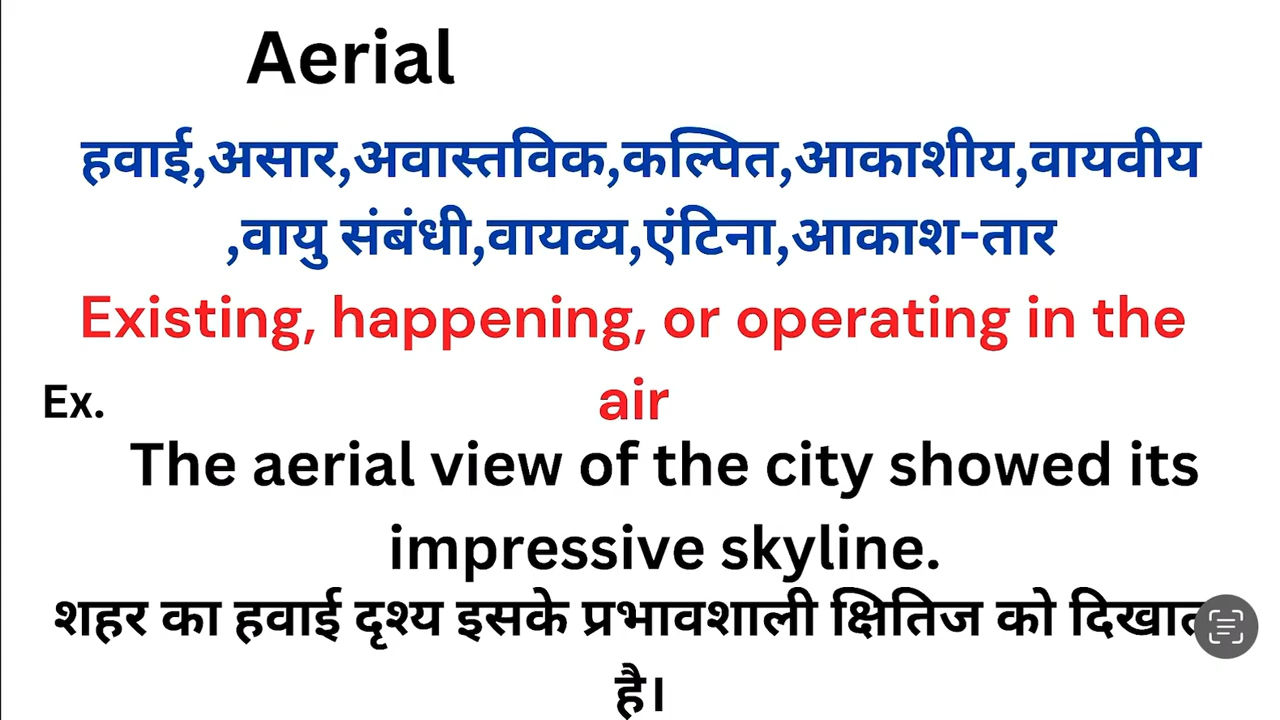 Aerial
हवाई,असार,अवास्तविक,कल्पित,आकाशीय,वायवीय
,वायु संबंधी,वायव्य,एंटिना,आकाश-तार
Existing, happening, or operating in the
air
Ex.
The aerial view of the city showed its
impressive skyline.
शहर का हवाई दृश्य इसके प्रभावशाली क्षितिज को
है।